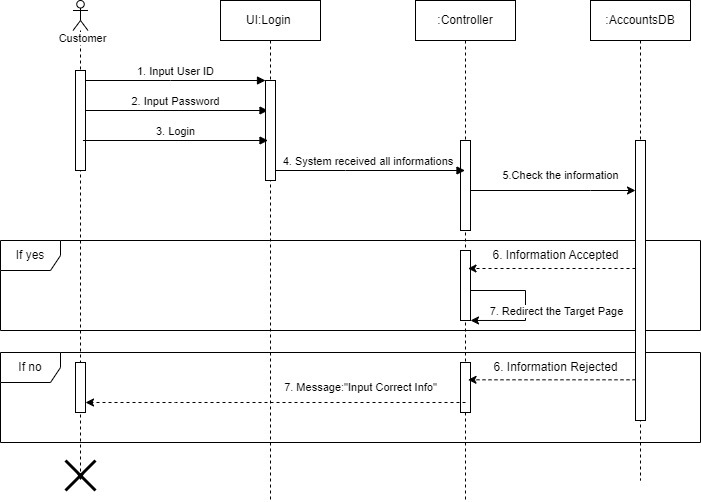 UI:Login
:Controller
:AccountsDB
Customer
1. Input User ID
2. Input Password
3. Login
4. System received all informations
5.Check the information
If yes
6. Information Accepted
7. Redirect the Target Page
If no
6. Information Rejected
7. Message:"Input Correct Info"